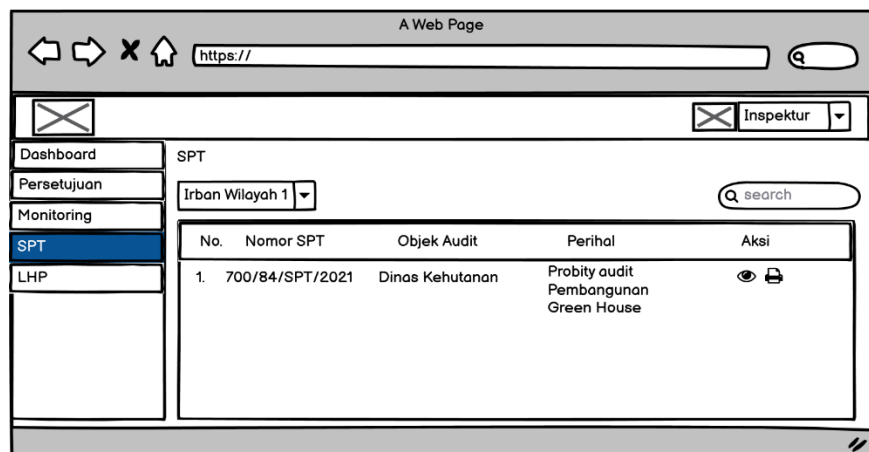 A Web Page
https://
Inspektur
Dashboard
Persetujuan
Monitoring
SPT
LHP
SPT
Irban Wilayah 1
search
No. Nomor SPT Objek Audit Perihal Aksi
1. 700/84/SPT/2021 Dinas Kehutanan Probity audit
Pembangunan
Green House